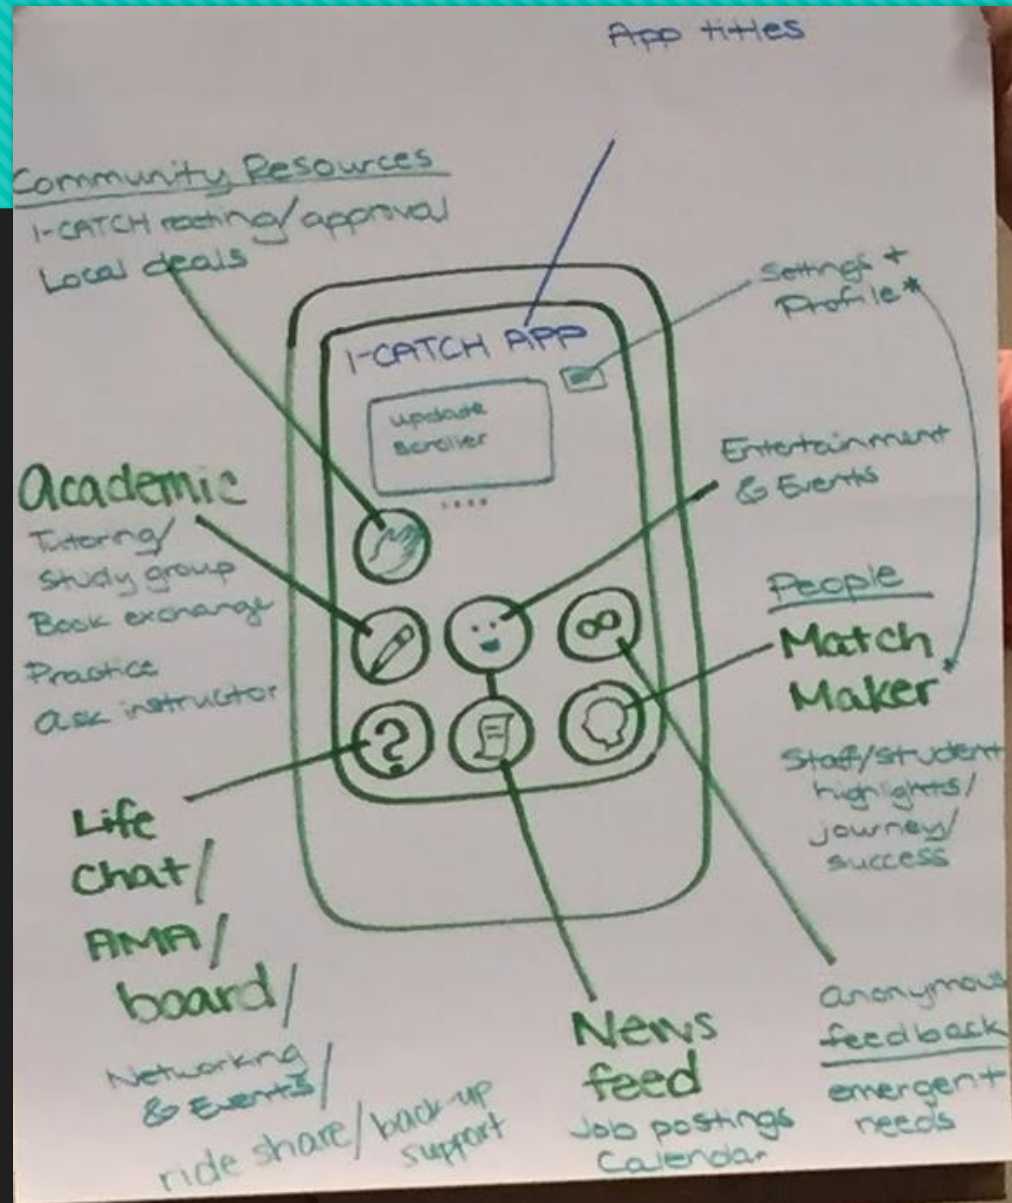 App titles
Community Resources
I-CATCH rating/approval
Local deals
Settings +
Profile*
I-CATCH APP
update
scroller
Entertainment
& Events
Academic
Tutoring/
Study group
Book exchange
Practice
ask instructor
People
Match
Maker*
Staff/student
highlights/
journey/
success
?
Life
Chat/
AMA/
board/
Networking
& Events/
ride share/back-up
support
News
feed
Job postings
Calendar
anonymous
feedback
emergent
needs